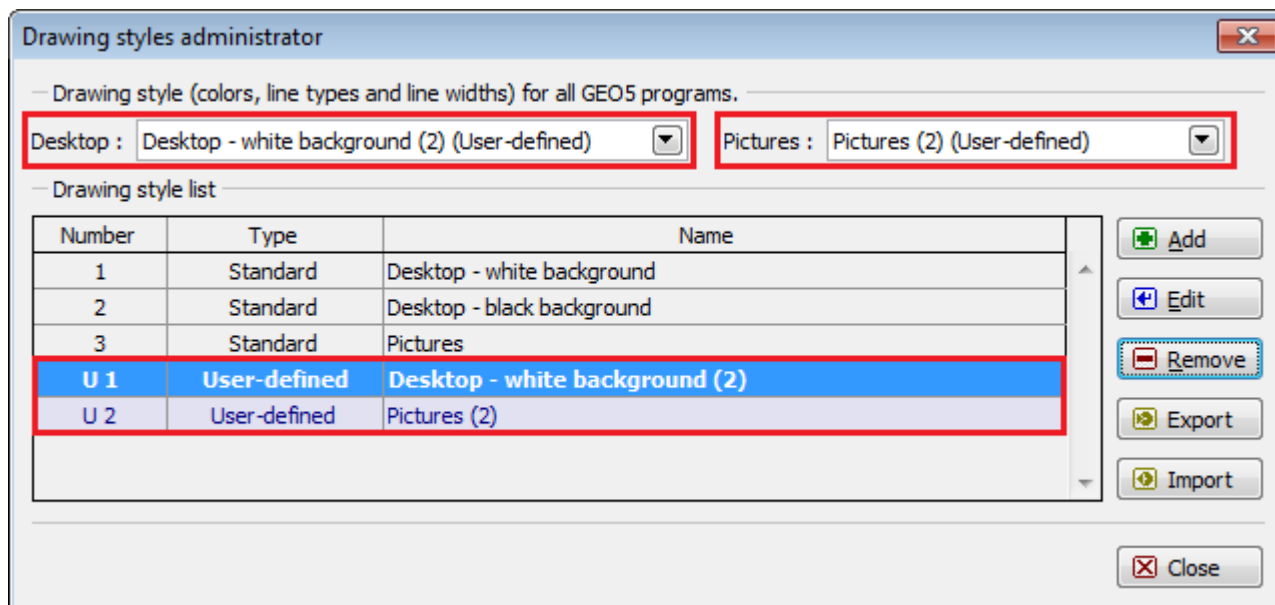 Drawing styles administrator
Drawing style (colors, line types and line widths) for all GEO5 programs.
Desktop : Desktop - white background (2) (User-defined) Pictures : Pictures (2) (User-defined)
Drawing style list
Number Type Name
1 Standard Desktop - white background
2 Standard Desktop - black background
3 Standard Pictures
U 1 User-defined Desktop - white background (2)
U 2 User-defined Pictures (2)
Add
Edit
Remove
Export
Import
Close